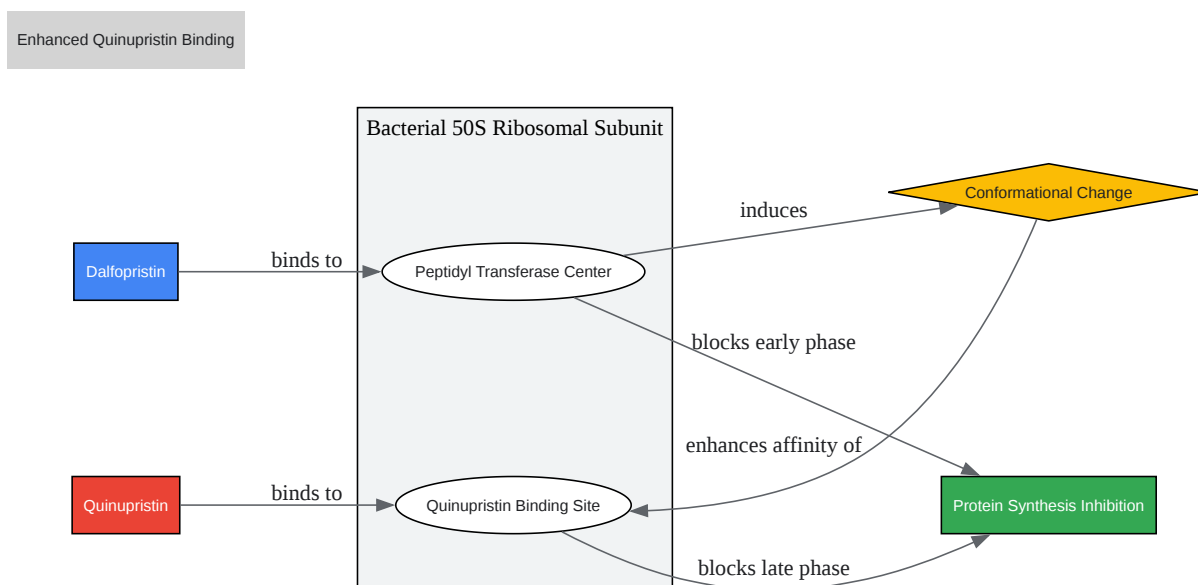 Enhanced Quinupristin Binding
Bacterial 50S Ribosomal Subunit
Conformational Change
induces
Dalfopristin
binds to
Peptidyl Transferase Center
blocks early phase
enhances affinity of
Quinupristin
binds to
Quinupristin Binding Site
Protein Synthesis Inhibition
blocks late phase